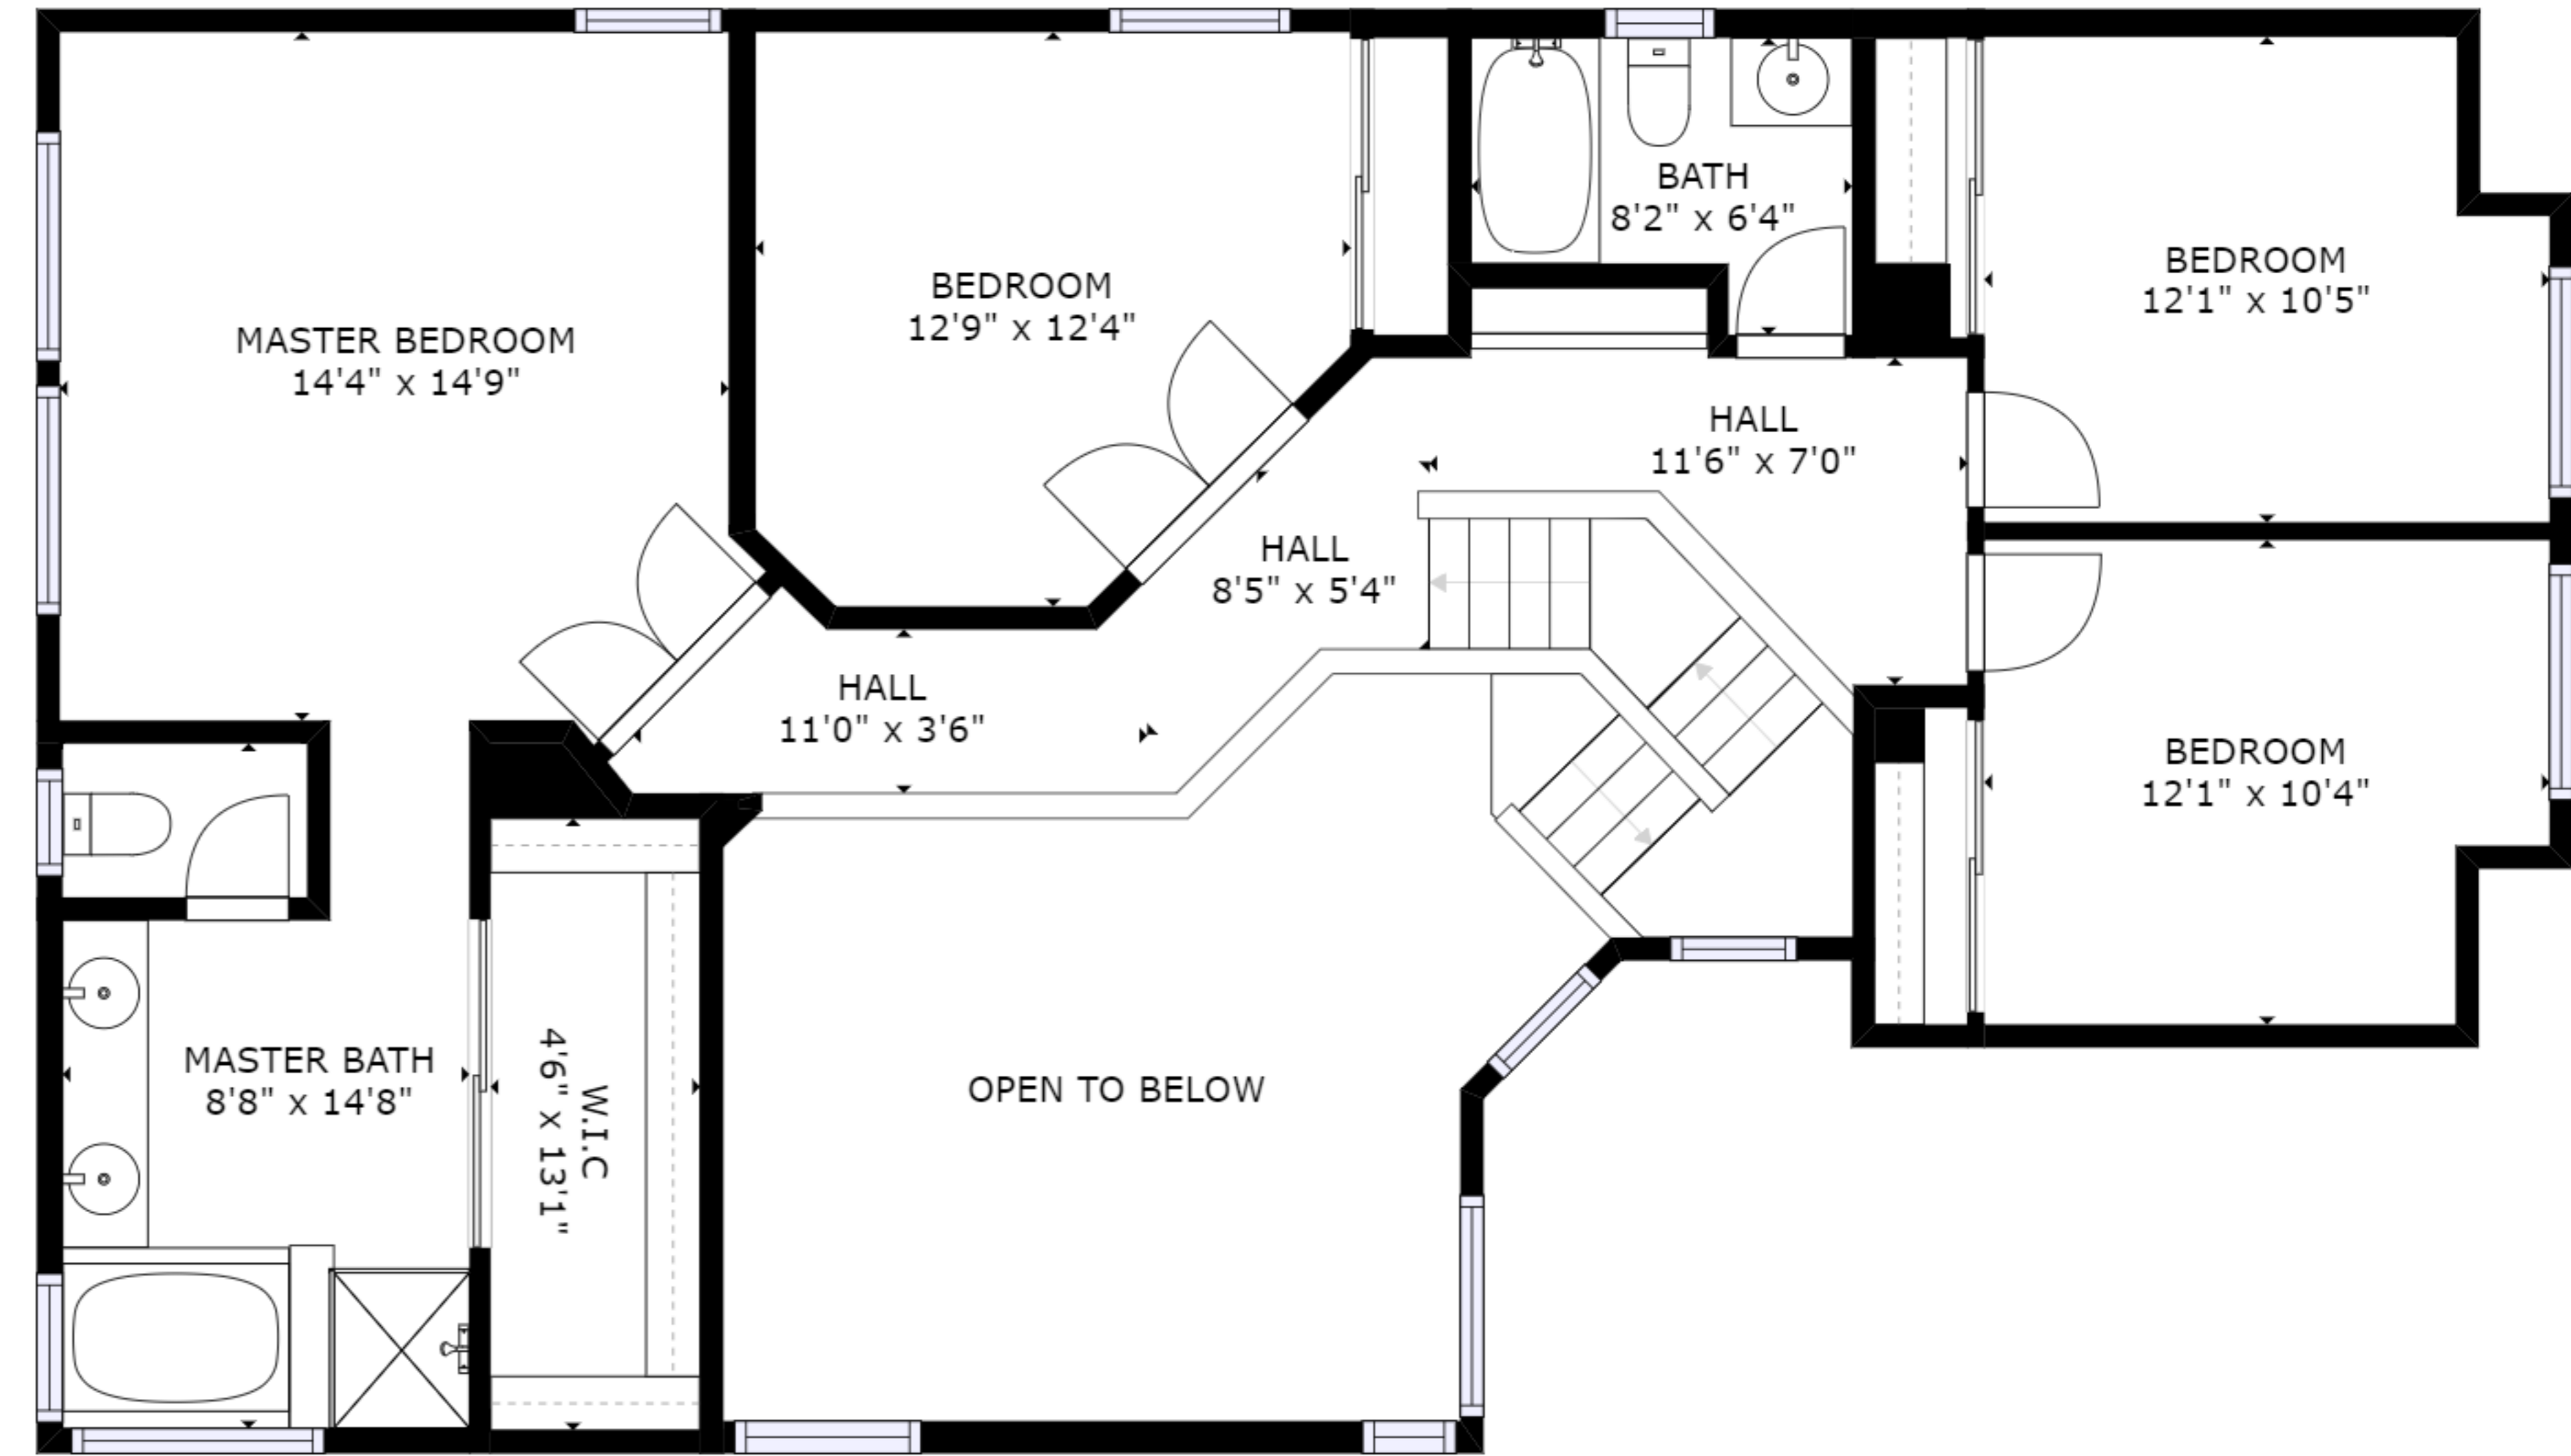 MASTER BEDROOM
14'4" x 14'9"
BEDROOM
12'9" x 12'4"
BATH
8'2" x 6'4"
BEDROOM
12'1" x 10'5"
HALL
11'6" x 7'0"
HALL
8'5" x 5'4"
HALL
11'0" x 3'6"
BEDROOM
12'1" x 10'4"
MASTER BATH
8'8" x 14'8"
W.I.C
4'6" x 13'1"
OPEN TO BELOW